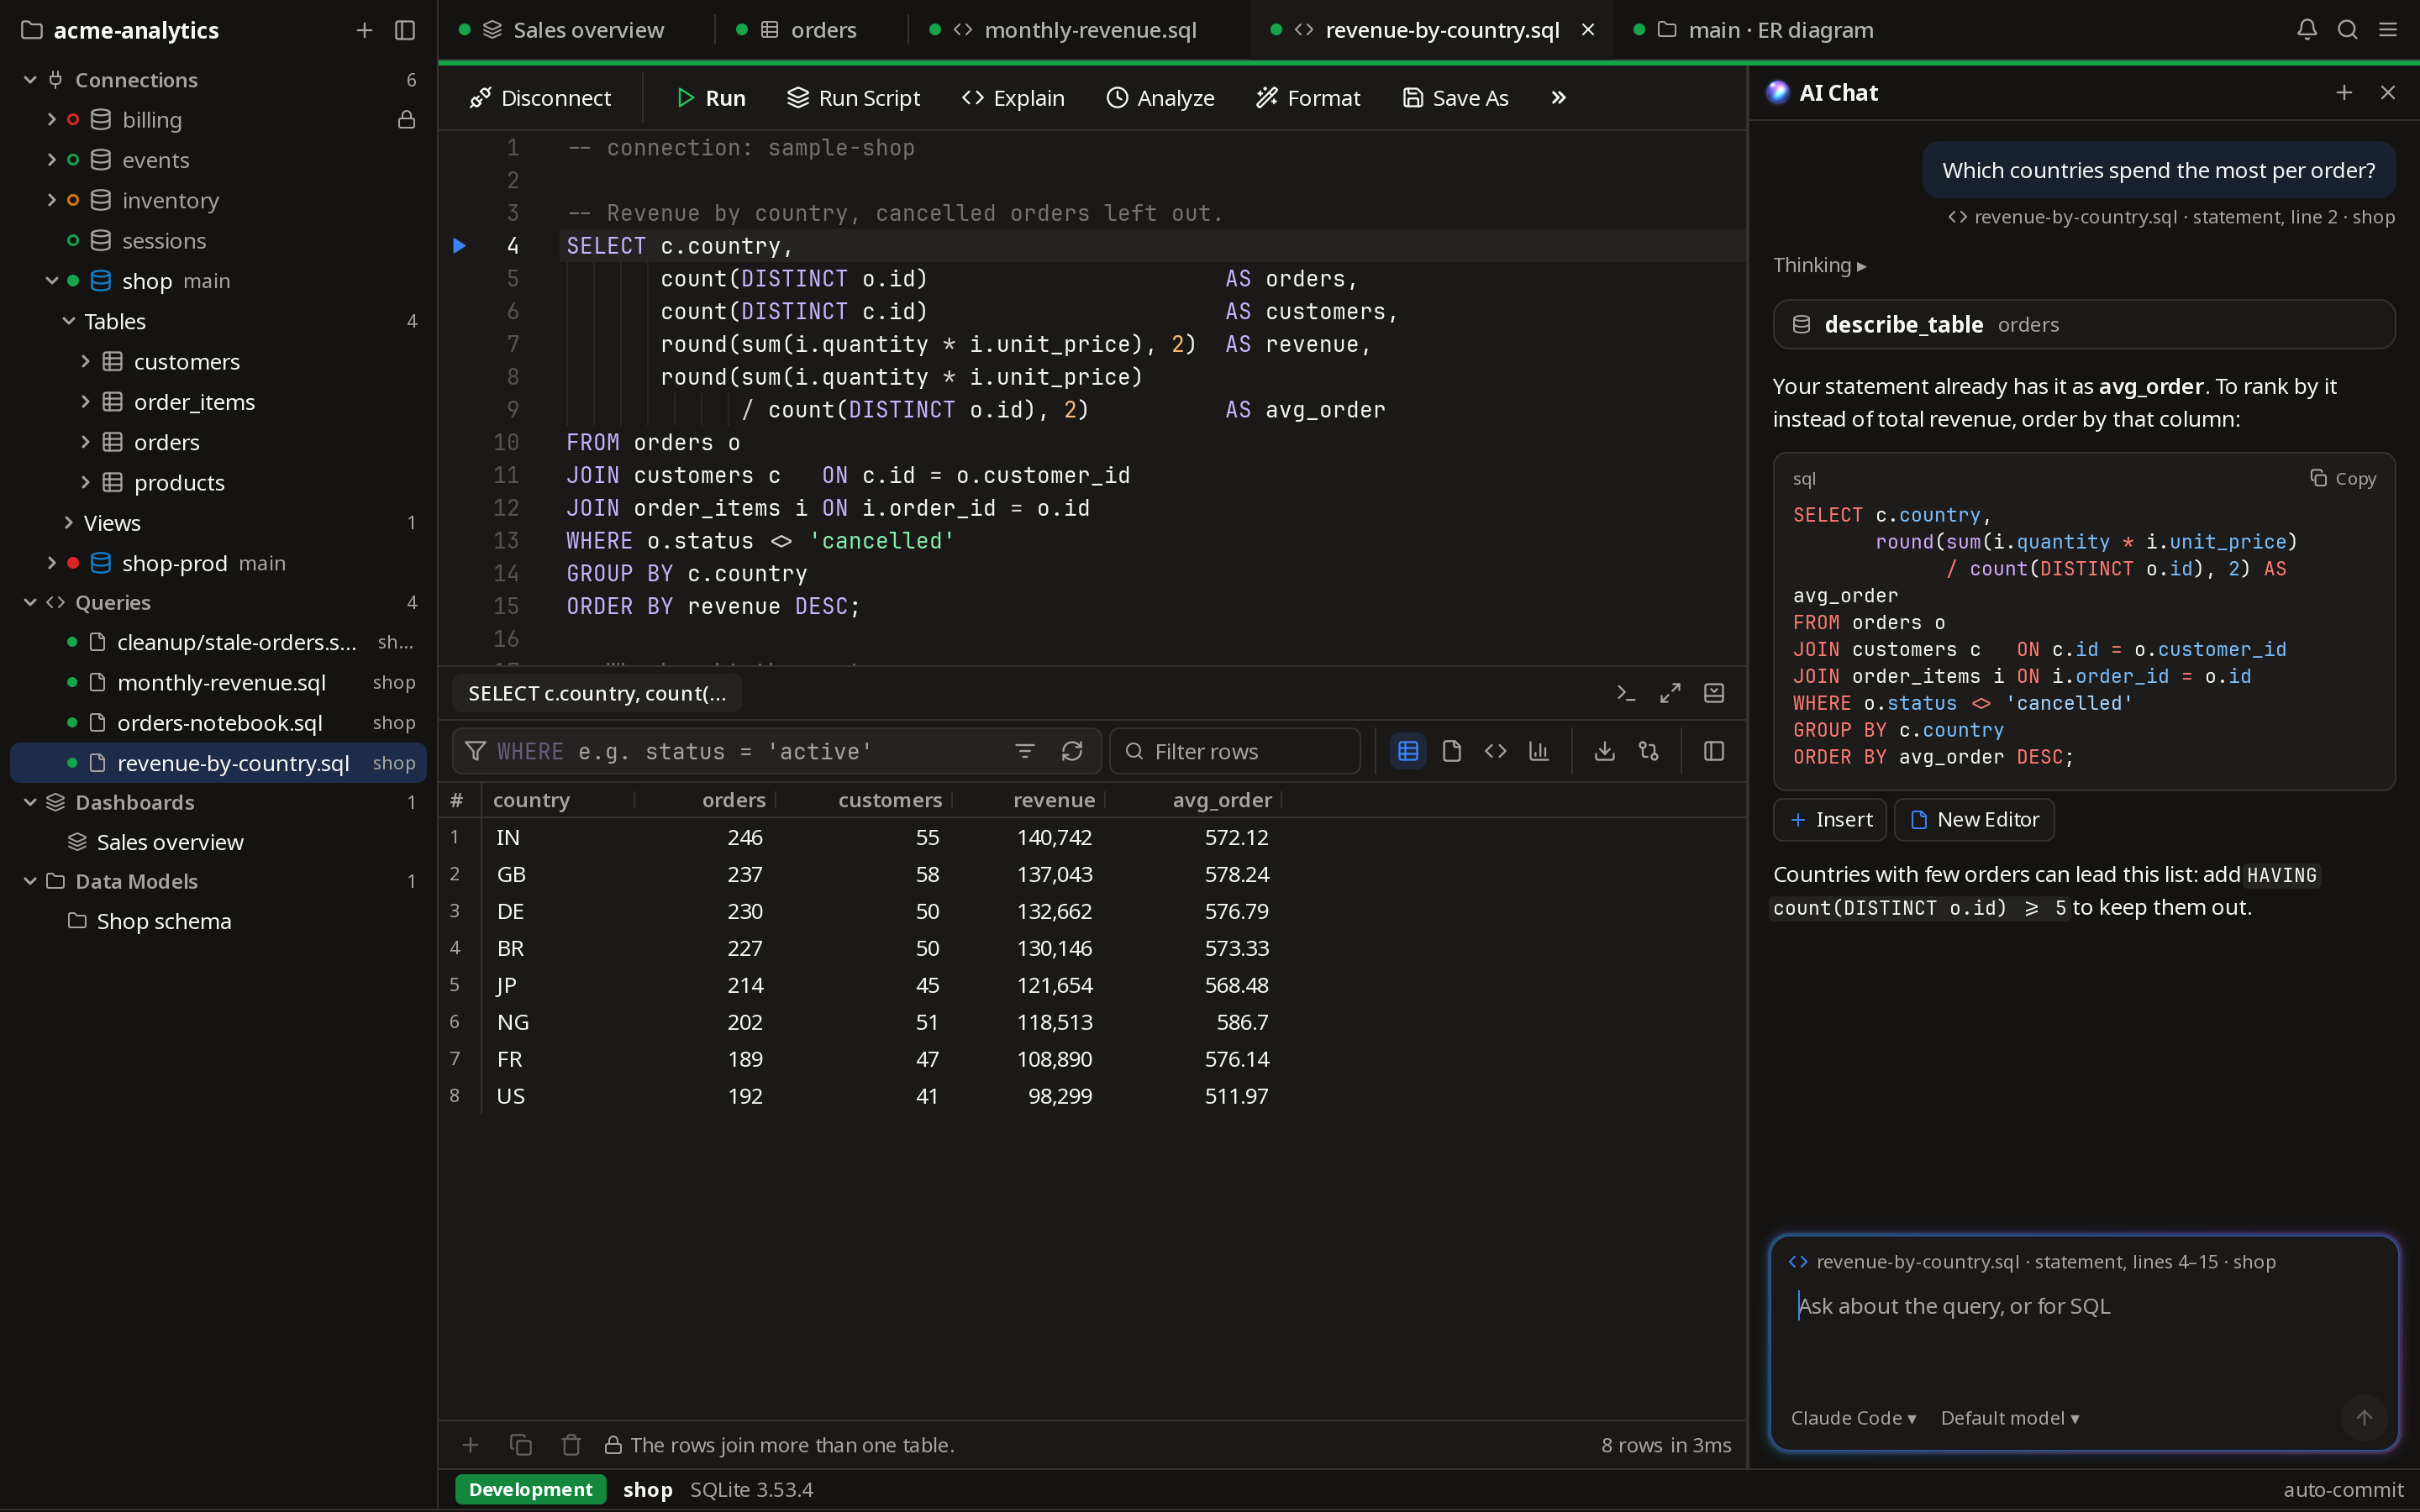 acme-analytics
Connections 6
billing
events
inventory
sessions
shop main
Tables 4
customers
order_items
orders
products
Views 1
shop-prod main
Queries 4
cleanup/stale-orders.s... sh...
monthly-revenue.sql shop
orders-notebook.sql shop
revenue-by-country.sql shop
Dashboards 1
Sales overview
Data Models 1
Shop schema
Sales overview orders monthly-revenue.sql revenue-by-country.sql main · ER diagram
Disconnect Run Run Script Explain Analyze Format Save As
1 -- connection: sample-shop
2
3 -- Revenue by country, cancelled orders left out.
4 SELECT c.country,
5 count(DISTINCT o.id) AS orders,
6 count(DISTINCT c.id) AS customers,
7 round(sum(i.quantity * i.unit_price), 2) AS revenue,
8 round(sum(i.quantity * i.unit_price)
9 / count(DISTINCT o.id), 2) AS avg_order
10 FROM orders o
11 JOIN customers c ON c.id = o.customer_id
12 JOIN order_items i ON i.order_id = o.id
13 WHERE o.status <> 'cancelled'
14 GROUP BY c.country
15 ORDER BY revenue DESC;
16
SELECT c.country, count(...
WHERE e.g. status = 'active' Filter rows
# country orders customers revenue avg_order
1 IN 246 55 140,742 572.12
2 GB 237 58 137,043 578.24
3 DE 230 50 132,662 576.79
4 BR 227 50 130,146 573.33
5 JP 214 45 121,654 568.48
6 NG 202 51 118,513 586.7
7 FR 189 47 108,890 576.14
8 US 192 41 98,299 511.97
The rows join more than one table. 8 rows in 3ms
Development shop SQLite 3.53.4 auto-commit
AI Chat
Which countries spend the most per order?
revenue-by-country.sql · statement, line 2 · shop
Thinking ▸
describe_table orders
Your statement already has it as avg_order. To rank by it
instead of total revenue, order by that column:
sql Copy
SELECT c.country,
round(sum(i.quantity * i.unit_price)
/ count(DISTINCT o.id), 2) AS
avg_order
FROM orders o
JOIN customers c ON c.id = o.customer_id
JOIN order_items i ON i.order_id = o.id
WHERE o.status <> 'cancelled'
GROUP BY c.country
ORDER BY avg_order DESC;
Insert New Editor
Countries with few orders can lead this list: add HAVING
count(DISTINCT o.id) >= 5 to keep them out.
revenue-by-country.sql · statement, lines 4–15 · shop
Ask about the query, or for SQL
Claude Code ▾ Default model ▾